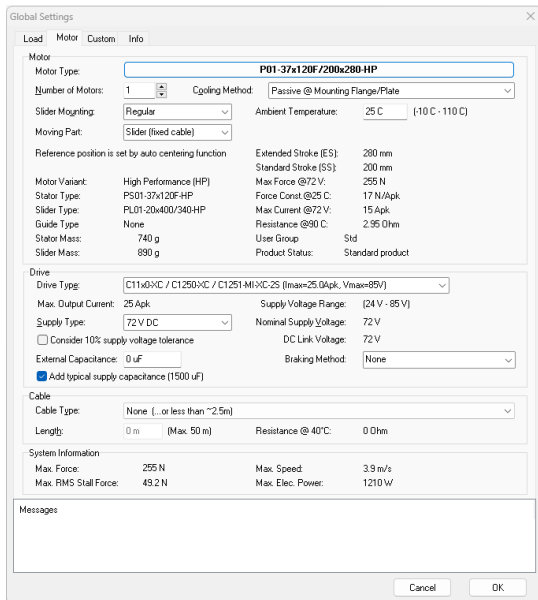 Global Settings
Load Motor Custom Info
Motor
Motor Type: P01-37x120F/200x280-HP
Number of Motors: 1 Cooling Method: Passive @ Mounting Flange/Plate
Slider Mounting: Regular Ambient Temperature: 25 C (-10 C - 110 C)
Moving Part: Slider (fixed cable)
Reference position is set by auto centering function Extended Stroke (ES): 280 mm
Standard Stroke (SS): 200 mm
Motor Variant: High Performance (HP) Max Force @72 V: 255 N
Stator Type: PS01-37x120F-HP Force Const.@25 C: 17 N/Apk
Slider Type: PL01-20x400/340-HP Max Current @72 V: 15 Apk
Guide Type None Resistance @90 C: 2.95 Ohm
Stator Mass: 740 g User Group Std
Slider Mass: 890 g Product Status: Standard product
Drive
Drive Type: C11x0-XC / C1250-XC / C1251-MI-XC-2S (Imax=25.0Apk, Vmax=85V)
Max. Output Current: 25 Apk Supply Voltage Range: (24 V - 85 V)
Supply Type: 72 V DC Nominal Supply Voltage: 72 V
Consider 10% supply voltage tolerance DC Link Voltage: 72 V
External Capacitance: 0 uF Braking Method: None
Add typical supply capacitance (1500 uF)
Cable
Cable Type: None (...or less than ~2.5m)
Length: 0 m (Max. 50 m) Resistance @ 40°C: 0 Ohm
System Information
Max. Force: 255 N Max. Speed: 3.9 m/s
Max. RMS Stall Force: 49.2 N Max. Elec. Power: 1210 W
Messages
Cancel OK